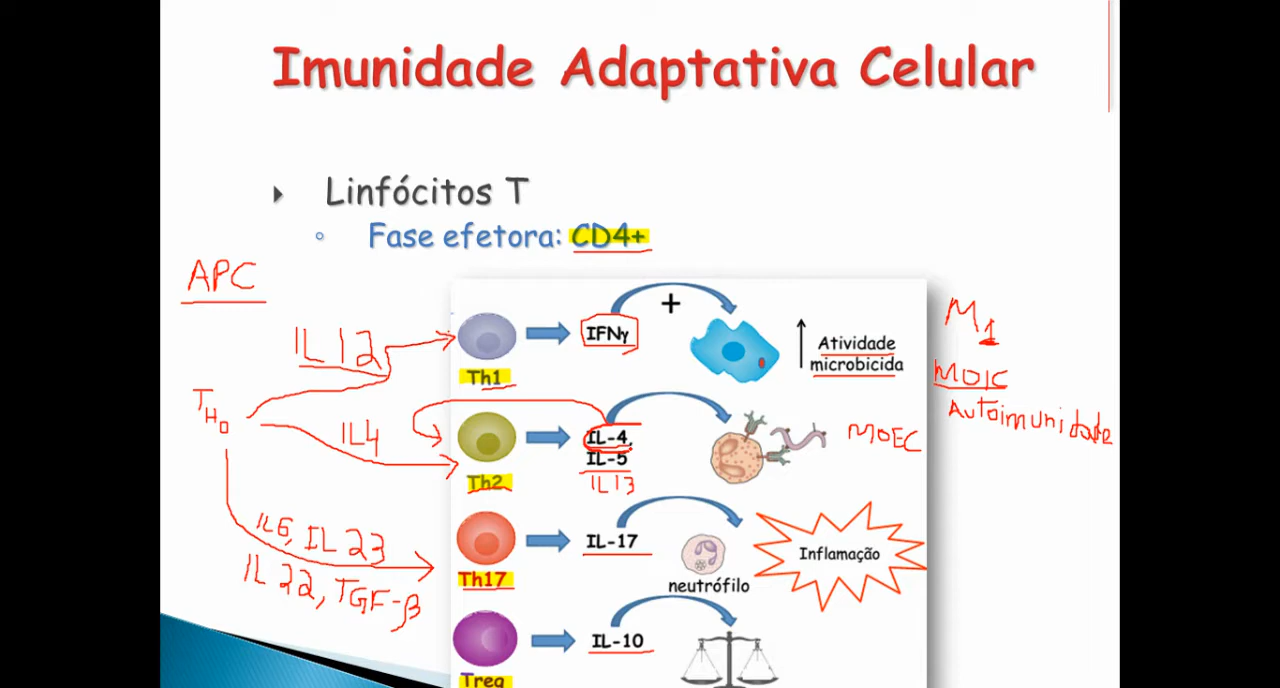 Imunidade Adaptativa Celular
Linfócitos T
Fase efetora: CD4+
APC
IL12
TH0
IL4
IL6, IL23
IL22, TGF-β
Th1
IFNγ
+
Atividade
microbicida
M1
MOIC
Autoimunidade
Th2
IL-4,
IL-5
IL13
MOEC
Th17
IL-17
neutrófilo
Inflamação
Treg
IL-10